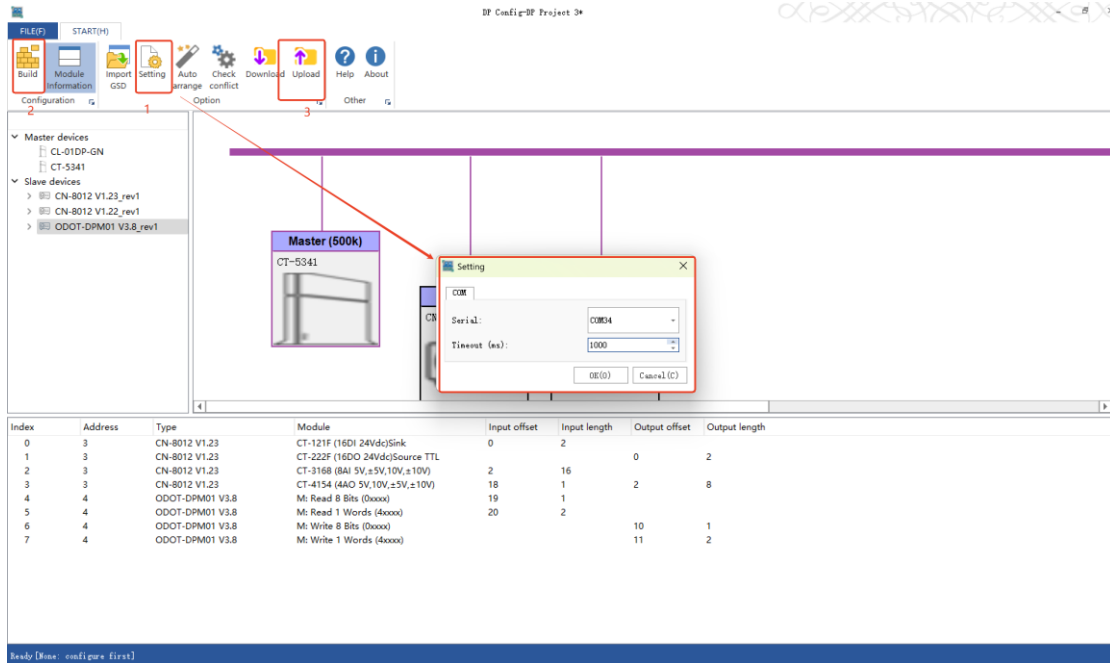 DP Config-DP Project 3*
FILE(F) START(H)
Build Module Information Import GSD Setting Auto arrange Check conflict Download Upload Help About
Configuration Option Other
2 1 3
Master devices
CL-01DP-GN
CT-5341
Slave devices
CN-8012 V1.23_rev1
CN-8012 V1.22_rev1
ODOT-DPM01 V3.8_rev1
Master (500k)
CT-5341
CN
Setting
COM
Serial: COM34
Timeout (ms): 1000
OK(O) Cancel(C)
Index Address Type Module Input offset Input length Output offset Output length
0 3 CN-8012 V1.23 CT-121F (16DI 24Vdc)Sink 0 2
1 3 CN-8012 V1.23 CT-222F (16DO 24Vdc)Source TTL 0 2
2 3 CN-8012 V1.23 CT-3168 (8AI 5V,±5V,10V,±10V) 2 16
3 3 CN-8012 V1.23 CT-4154 (4AO 5V,10V,±5V,±10V) 18 1 2 8
4 4 ODOT-DPM01 V3.8 M: Read 8 Bits (0xxxx) 19 1
5 4 ODOT-DPM01 V3.8 M: Read 1 Words (4xxxx) 20 2
6 4 ODOT-DPM01 V3.8 M: Write 8 Bits (0xxxx) 10 1
7 4 ODOT-DPM01 V3.8 M: Write 1 Words (4xxxx) 11 2
Ready[None: configure first]